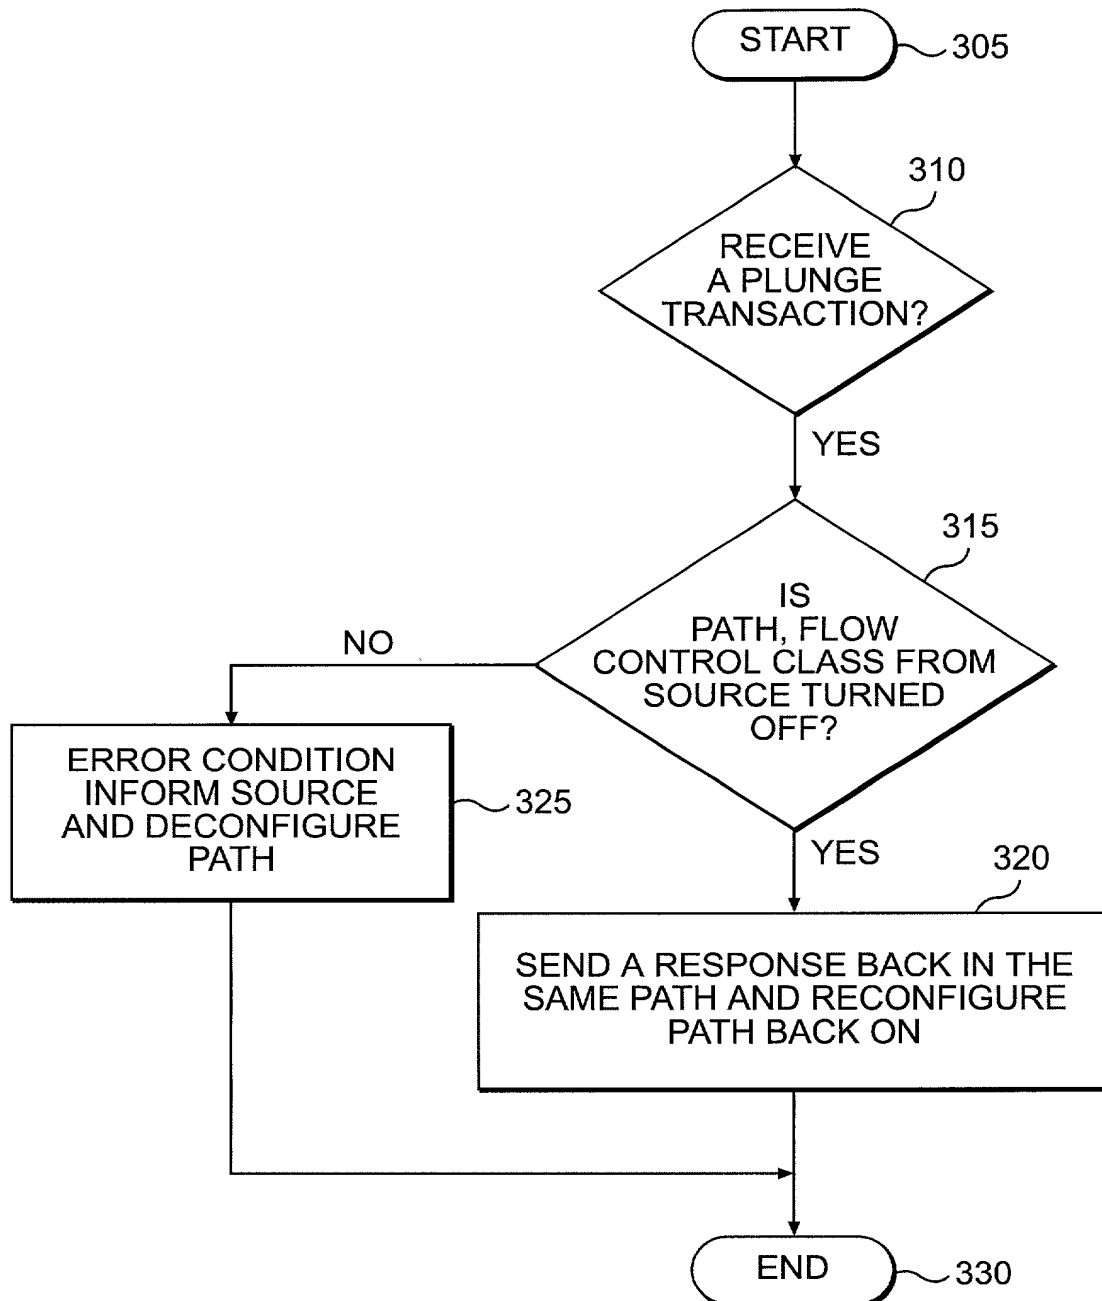 START
305
310
RECEIVE
A PLUNGE
TRANSACTION?
YES
315
IS
PATH, FLOW
CONTROL CLASS FROM
SOURCE TURNED
OFF?
NO
ERROR CONDITION
INFORM SOURCE
AND DECONFIGURE
PATH
325
YES
320
SEND A RESPONSE BACK IN THE
SAME PATH AND RECONFIGURE
PATH BACK ON
END
330